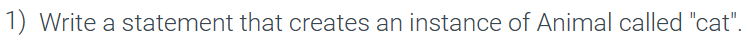 1) Write a statement that creates an instance of Animal called "cat".